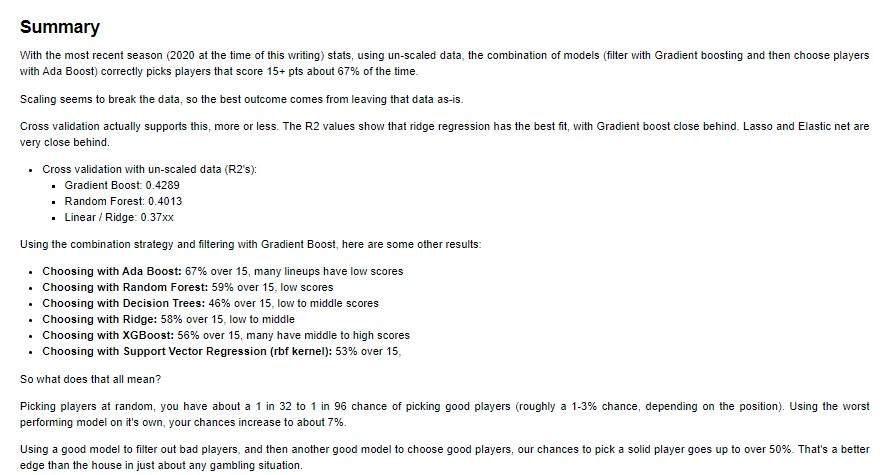 Summary
With the most recent season (2020 at the time of this writing) stats, using un-scaled data, the combination of models (filter with Gradient boosting and then choose players
with Ada Boost) correctly picks players that score 15+ pts about 67% of the time.
Scaling seems to break the data, so the best outcome comes from leaving that data as-is.
Cross validation actually supports this, more or less. The R2 values show that ridge regression has the best fit, with Gradient boost close behind. Lasso and Elastic net are
very close behind.
• Cross validation with un-scaled data (R2's):
▪ Gradient Boost: 0.4289
▪ Random Forest: 0.4013
▪ Linear / Ridge: 0.37xx
Using the combination strategy and filtering with Gradient Boost, here are some other results:
• Choosing with Ada Boost: 67% over 15, many lineups have low scores
• Choosing with Random Forest: 59% over 15, low scores
• Choosing with Decision Trees: 46% over 15, low to middle scores
• Choosing with Ridge: 58% over 15, low to middle
• Choosing with XGBoost: 56% over 15, many have middle to high scores
• Choosing with Support Vector Regression (rbf kernel): 53% over 15,
So what does that all mean?
Picking players at random, you have about a 1 in 32 to 1 in 96 chance of picking good players (roughly a 1-3% chance, depending on the position). Using the worst
performing model on it's own, your chances increase to about 7%.
Using a good model to filter out bad players, and then another good model to choose good players, our chances to pick a solid player goes up to over 50%. That's a better
edge than the house in just about any gambling situation.